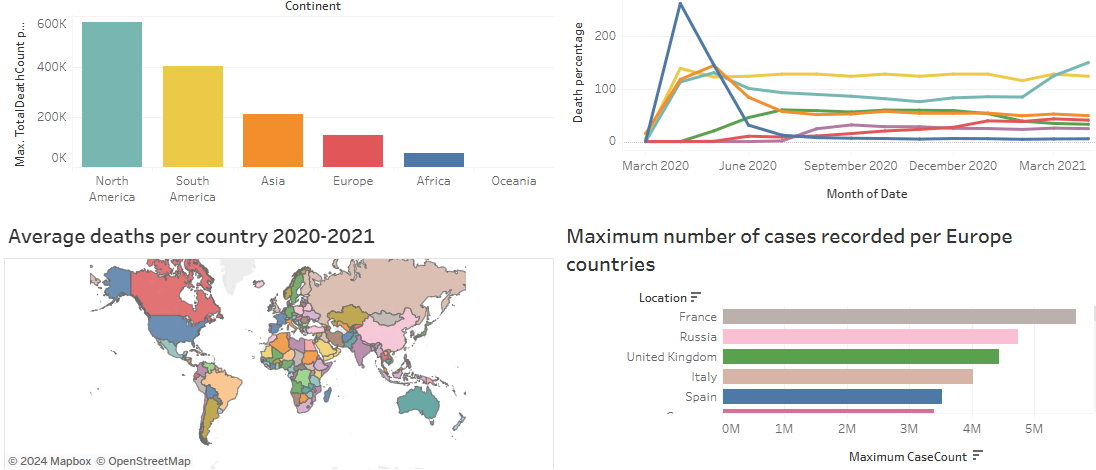 Continent
Max. TotalDeathCount p...
600K
400K
200K
0K
North
America
South
America
Asia
Europe
Africa
Oceania
Death percentage
200
100
0
March 2020
June 2020
September 2020
December 2020
March 2021
Month of Date
Average deaths per country 2020-2021
© 2024 Mapbox © OpenStreetMap
Maximum number of cases recorded per Europe
countries
Location
France
Russia
United Kingdom
Italy
Spain
0M
1M
2M
3M
4M
5M
Maximum CaseCount